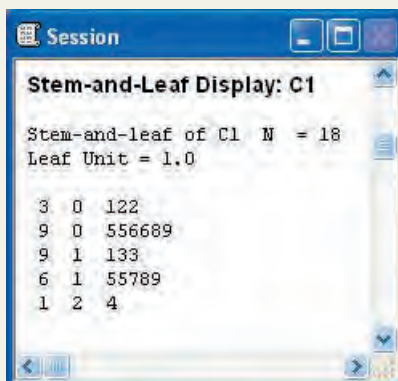 Session
Stem-and-Leaf Display: C1
Stem-and-leaf of C1 N = 18
Leaf Unit = 1.0
3 0 122
9 0 556689
9 1 133
6 1 55789
1 2 4